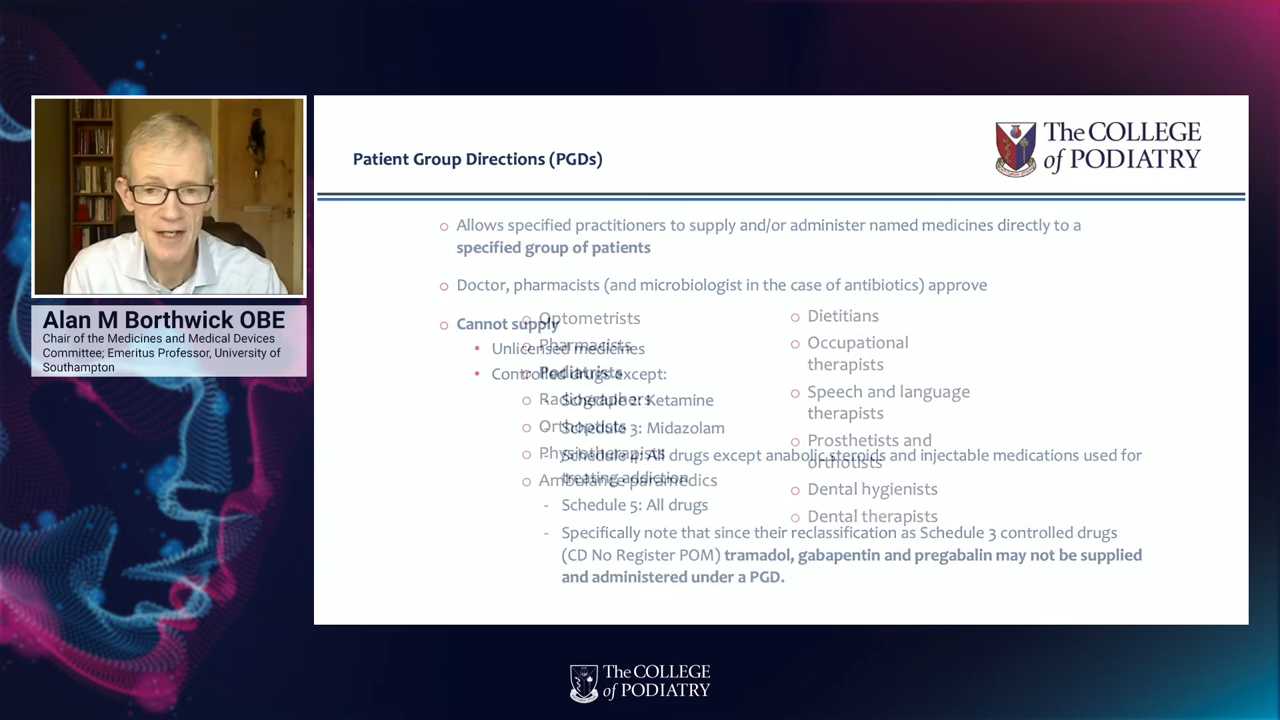 The COLLEGE
of PODIATRY
Patient Group Directions (PGDs)
Alan M Borthwick OBE
Chair of the Medicines and Medical Devices
Committee; Emeritus Professor, University of
Southampton
Allows specified practitioners to supply and/or administer named medicines directly to a
specified group of patients
Doctor, pharmacists (and microbiologist in the case of antibiotics) approve
Cannot supply
Unlicensed medicines
Controlled drugs except:
- Schedule 2: Ketamine
- Schedule 3: Midazolam
- Schedule 4: All drugs except anabolic steroids and injectable medications used for
treating addiction
- Schedule 5: All drugs
- Specifically note that since their reclassification as Schedule 3 controlled drugs
(CD No Register POM) tramadol, gabapentin and pregabalin may not be supplied
and administered under a PGD.
Optometrists
Pharmacists
Podiatrists
Radiographers
Orthoptists
Physiotherapists
Ambulance paramedics
Dietitians
Occupational
therapists
Speech and language
therapists
Prosthetists and
orthotists
Dental hygienists
Dental therapists
The COLLEGE
of PODIATRY